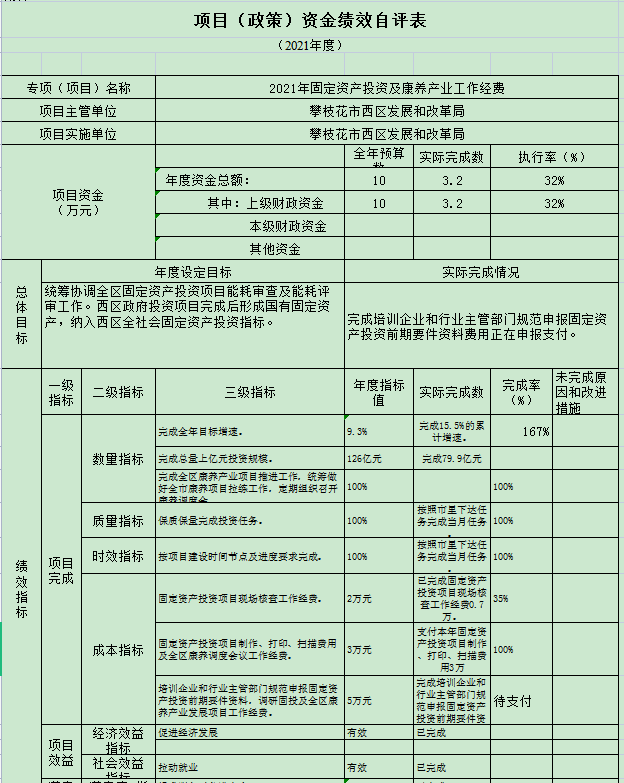 项目（政策）资金绩效自评表
（2021年度）
专项（项目）名称 2021年固定资产投资及康养产业工作经费
项目主管单位 攀枝花市西区发展和改革局
项目实施单位 攀枝花市西区发展和改革局
项目资金
（万元）
全年预算数 实际完成数 执行率（%）
年度资金总额： 10 3.2 32%
其中：上级财政资金 10 3.2 32%
本级财政资金
其他资金
总体目标
年度设定目标 实际完成情况
统筹协调全区固定资产投资项目能耗审查及能耗评
审工作。西区政府投资项目完成后形成国有固定资
产，纳入西区全社会固定资产投资指标。
完成培训企业和行业主管部门规范申报固定资
产投资前期要件资料费用正在申报支付。
绩效指标
一级
指标
二级指标 三级指标
年度指标
值
实际完成数
完成率
（%）
未完成原
因和改进
措施
项目
完成
数量指标
完成全年目标增速。 9.3%
完成15.5%的累
计增速。
167%
完成总量上亿元投资规模。 126亿元 完成79.9亿元
完成全区康养产业项目推进工作，统筹做
好全市康养项目拉练工作，定期组织召开
康养调度会
100% 100%
质量指标 保质保量完成投资任务。 100%
按照市里下达任
务完成当月任务
。
100%
时效指标 按项目建设时间节点及进度要求完成。 100%
按照市里下达任
务完成当月任务
。
100%
成本指标
固定资产投资项目现场核查工作经费。 2万元
已完成固定资产
投资项目现场核
查工作经费0.7
万。
35%
固定资产投资项目制作、打印、扫描费用
及全区康养调度会议工作经费。
3万元
支付本年固定资
产投资项目制作
、打印、扫描费
用3万
100%
培训企业和行业主管部门规范申报固定资
产投资前期要件资料，调研固投及全区康
养产业发展项目工作经费。
5万元
完成培训企业和
行业主管部门规
范申报固定资产
投资前期要件资
待支付
项目
效益
经济效益
指标
促进经济发展 有效 已完成
社会效益
指标
拉动就业 有效 已完成